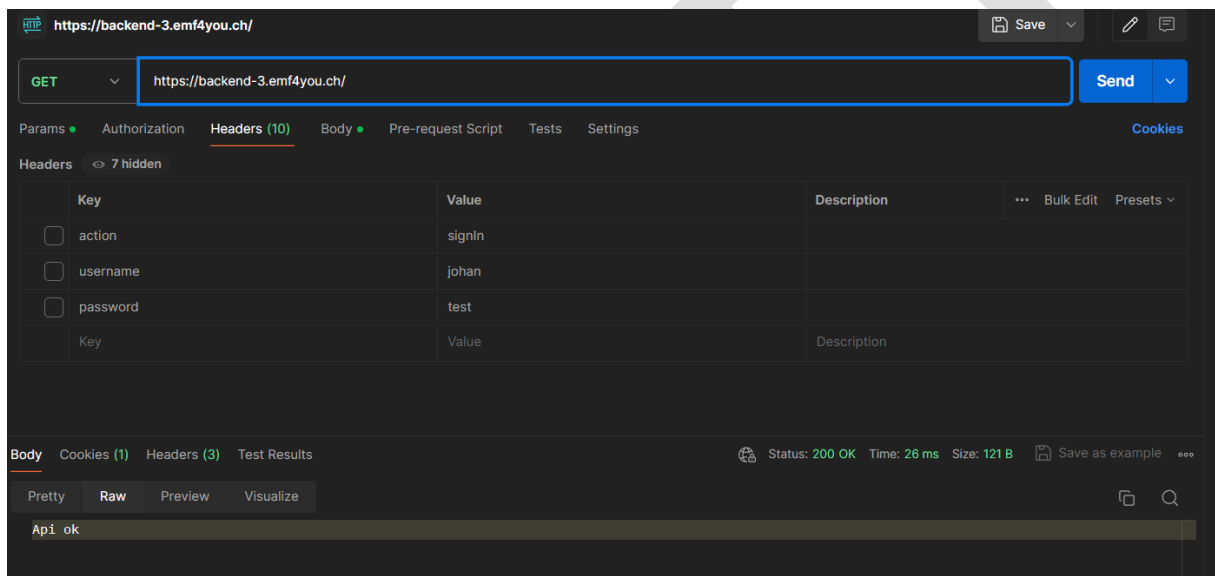 HTTP https://backend-3.emf4you.ch/ Save
GET https://backend-3.emf4you.ch/ Send
Params Authorization Headers (10) Body Pre-request Script Tests Settings Cookies
Headers 7 hidden
Key Value Description ••• Bulk Edit Presets
action signIn
username johan
password test
Key Value Description
Body Cookies (1) Headers (3) Test Results Status: 200 OK Time: 26 ms Size: 121 B Save as example
Pretty Raw Preview Visualize
Api ok